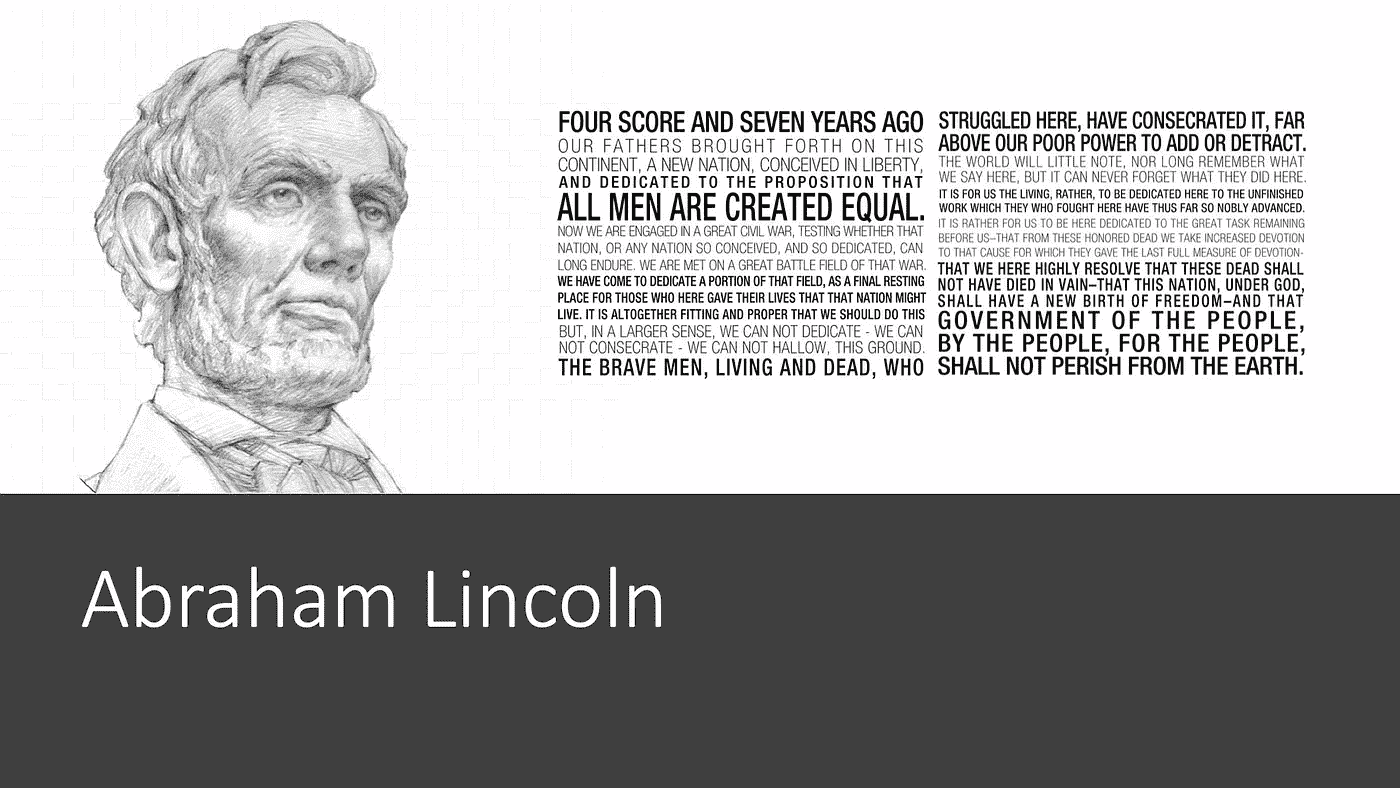 FOUR SCORE AND SEVEN YEARS AGO
OUR FATHERS BROUGHT FORTH ON THIS
CONTINENT, A NEW NATION, CONCEIVED IN LIBERTY,
AND DEDICATED TO THE PROPOSITION THAT
ALL MEN ARE CREATED EQUAL.
NOW WE ARE ENGAGED IN A GREAT CIVIL WAR, TESTING WHETHER THAT
NATION, OR ANY NATION SO CONCEIVED, AND SO DEDICATED, CAN
LONG ENDURE. WE ARE MET ON A GREAT BATTLE FIELD OF THAT WAR.
WE HAVE COME TO DEDICATE A PORTION OF THAT FIELD, AS A FINAL RESTING
PLACE FOR THOSE WHO HERE GAVE THEIR LIVES THAT THAT NATION MIGHT
LIVE. IT IS ALTOGETHER FITTING AND PROPER THAT WE SHOULD DO THIS
BUT, IN A LARGER SENSE, WE CAN NOT DEDICATE - WE CAN
NOT CONSECRATE - WE CAN NOT HALLOW, THIS GROUND.
THE BRAVE MEN, LIVING AND DEAD, WHO
STRUGGLED HERE, HAVE CONSECRATED IT, FAR
ABOVE OUR POOR POWER TO ADD OR DETRACT.
THE WORLD WILL LITTLE NOTE, NOR LONG REMEMBER WHAT
WE SAY HERE, BUT IT CAN NEVER FORGET WHAT THEY DID HERE.
IT IS FOR US THE LIVING, RATHER, TO BE DEDICATED HERE TO THE UNFINISHED
WORK WHICH THEY WHO FOUGHT HERE HAVE THUS FAR SO NOBLY ADVANCED.
IT IS RATHER FOR US TO BE HERE DEDICATED TO THE GREAT TASK REMAINING
BEFORE US–THAT FROM THESE HONORED DEAD WE TAKE INCREASED DEVOTION
TO THAT CAUSE FOR WHICH THEY GAVE THE LAST FULL MEASURE OF DEVOTION-
THAT WE HERE HIGHLY RESOLVE THAT THESE DEAD SHALL
NOT HAVE DIED IN VAIN–THAT THIS NATION, UNDER GOD,
SHALL HAVE A NEW BIRTH OF FREEDOM–AND THAT
GOVERNMENT OF THE PEOPLE,
BY THE PEOPLE, FOR THE PEOPLE,
SHALL NOT PERISH FROM THE EARTH.
Abraham Lincoln